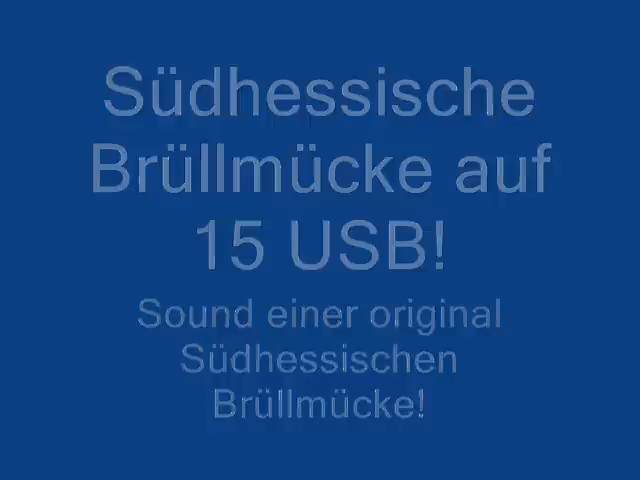 Südhessische
Brüllmücke auf
15 USB!
Sound einer original
Südhessischen
Brüllmücke!